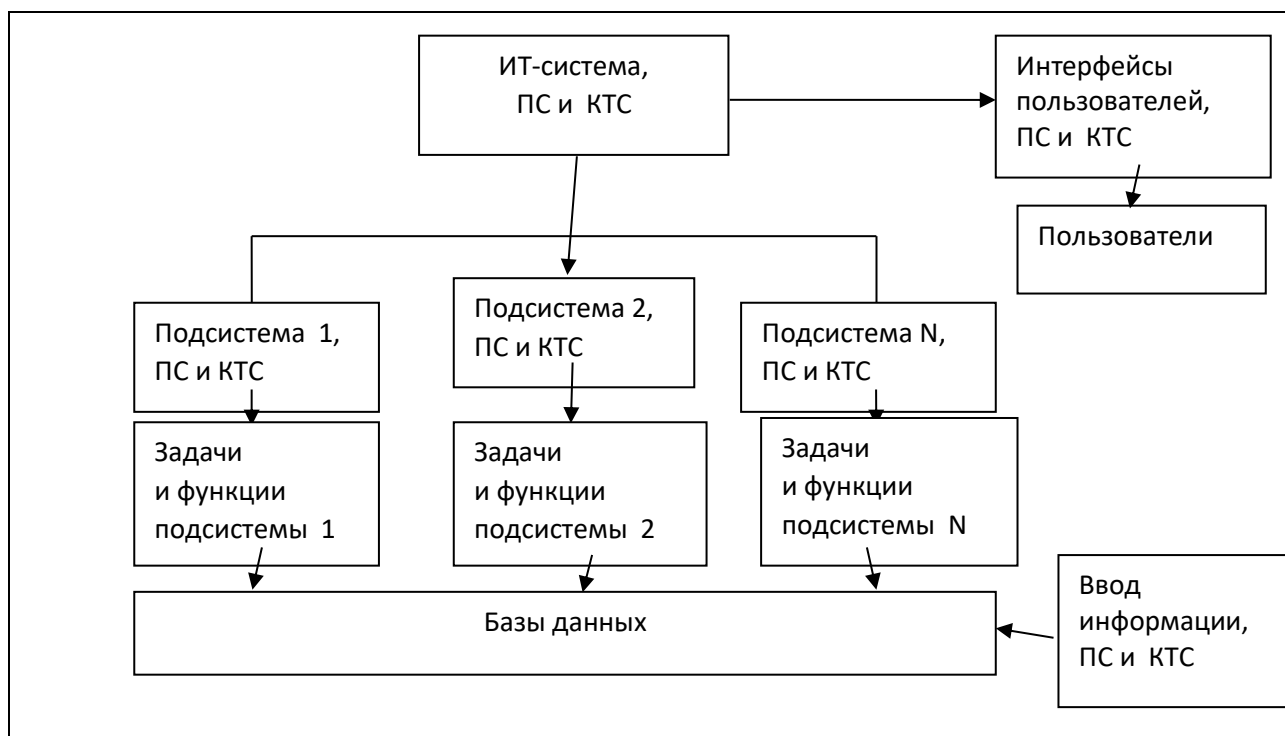 ИТ-система,
ПС и КТС
Интерфейсы
пользователей,
ПС и КТС
Пользователи
Подсистема 1,
ПС и КТС
Подсистема 2,
ПС и КТС
Подсистема N,
ПС и КТС
Задачи
и функции
подсистемы 1
Задачи
и функции
подсистемы 2
Задачи
и функции
подсистемы N
Базы данных
Ввод
информации,
ПС и КТС